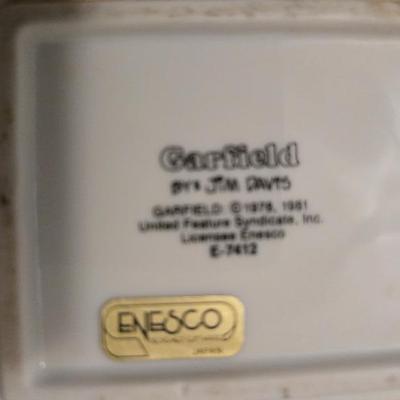 Garfield
BY: JIM DAVIS
GARFIELD: © 1978, 1981
United Feature Syndicate, Inc.
Licensee Enesco
E-7412
ENESCO
JAPAN